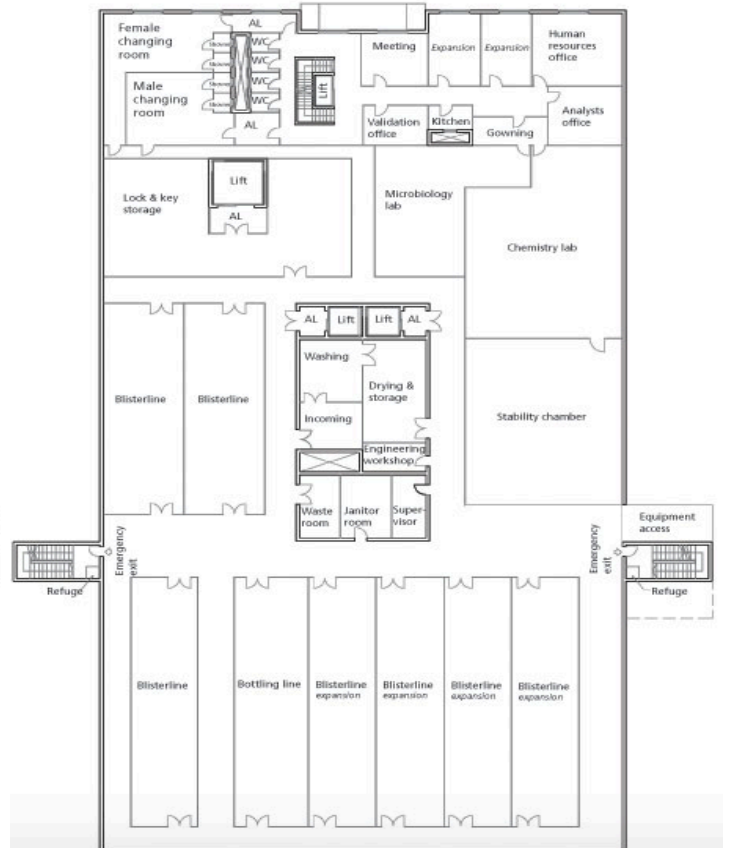 Female
changing
room
AL
WC
WC
WC
WC
AL
Male
changing
room
Lift
Meeting
Expansion
Expansion
Human
resources
office
Validation
office
Kitchen
Gowning
Analysts
office
Lock & key
storage
Lift
AL
Microbiology
lab
Chemistry lab
AL
Lift
Lift
AL
Washing
Drying &
storage
Incoming
Engineering
workshop
Blisterline
Blisterline
Stability chamber
Waste
room
Janitor
room
Super-
visor
Equipment
access
Emergency
exit
Emergency
exit
Refuge
Refuge
Blisterline
Bottling line
Blisterline
expansion
Blisterline
expansion
Blisterline
expansion
Blisterline
expansion